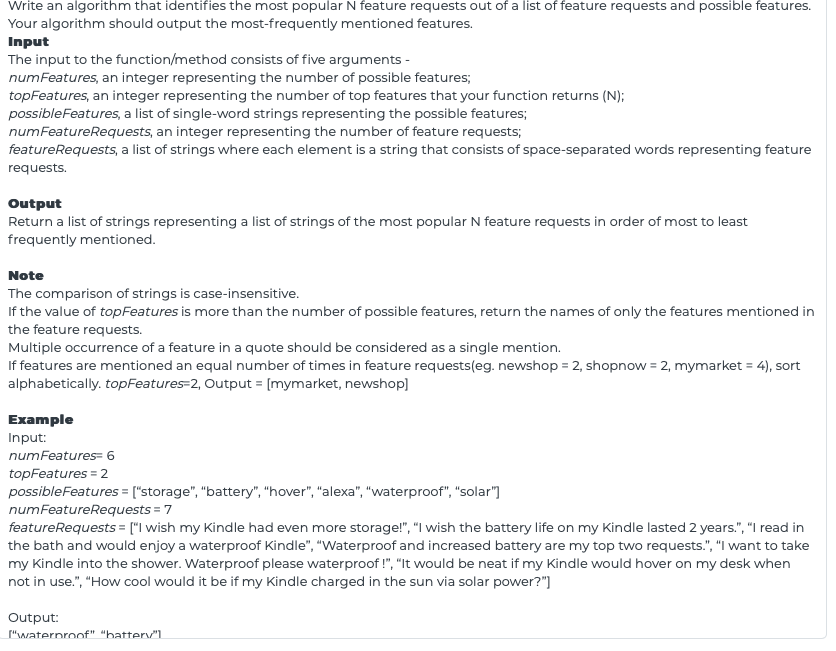 Write an algorithm that identifies the most popular N feature requests out of a list of feature requests and possible features.
Your algorithm should output the most-frequently mentioned features.
Input
The input to the function/method consists of five arguments -
numFeatures, an integer representing the number of possible features;
topFeatures, an integer representing the number of top features that your function returns (N);
possibleFeatures, a list of single-word strings representing the possible features;
numFeatureRequests, an integer representing the number of feature requests;
featureRequests, a list of strings where each element is a string that consists of space-separated words representing feature
requests.
Output
Return a list of strings representing a list of strings of the most popular N feature requests in order of most to least
frequently mentioned.
Note
The comparison of strings is case-insensitive.
If the value of topFeatures is more than the number of possible features, return the names of only the features mentioned in
the feature requests.
Multiple occurrence of a feature in a quote should be considered as a single mention.
If features are mentioned an equal number of times in feature requests(eg. newshop = 2, shopnow = 2, mymarket = 4), sort
alphabetically. topFeatures=2, Output = [mymarket, newshop]
Example
Input:
numFeatures= 6
topFeatures = 2
possibleFeatures = [“storage”, “battery”, “hover”, “alexa”, “waterproof”, “solar”]
numFeatureRequests = 7
featureRequests = [“I wish my Kindle had even more storage!”, “I wish the battery life on my Kindle lasted 2 years.”, “I read in
the bath and would enjoy a waterproof Kindle”, “Waterproof and increased battery are my top two requests.”, “I want to take
my Kindle into the shower. Waterproof please waterproof !”, “It would be neat if my Kindle would hover on my desk when
not in use.”, “How cool would it be if my Kindle charged in the sun via solar power?”]
Output:
[“waterproof”, “battery”]